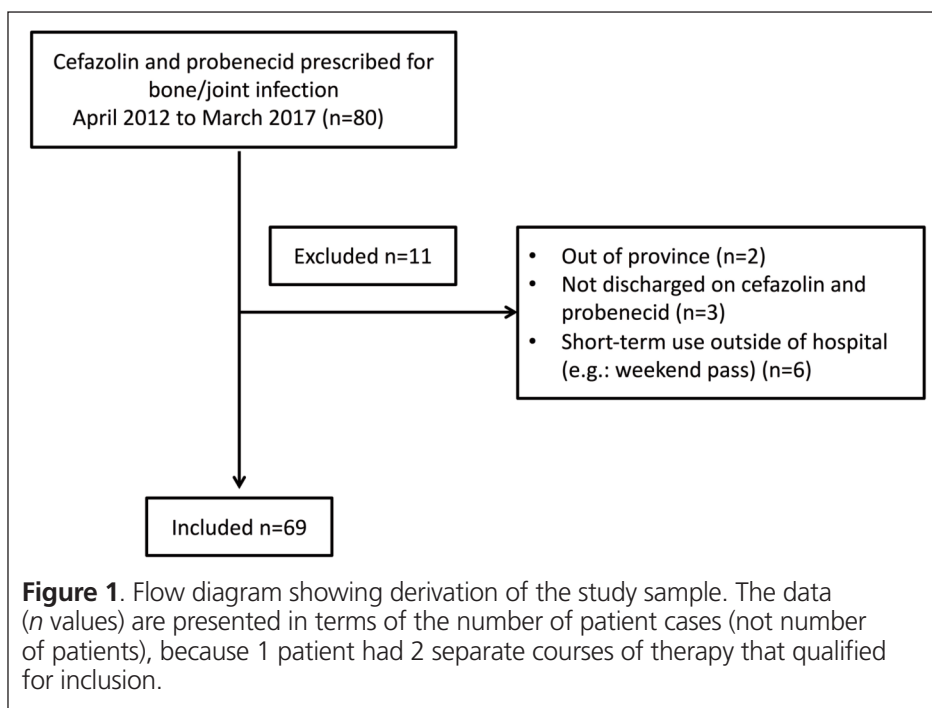 Cefazolin and probenecid prescribed for
bone/joint infection
April 2012 to March 2017 (n=80)
Excluded n=11
• Out of province (n=2)
• Not discharged on cefazolin and
probenecid (n=3)
• Short-term use outside of hospital
(e.g.: weekend pass) (n=6)
Included n=69
Figure 1. Flow diagram showing derivation of the study sample. The data
(n values) are presented in terms of the number of patient cases (not number
of patients), because 1 patient had 2 separate courses of therapy that qualified
for inclusion.